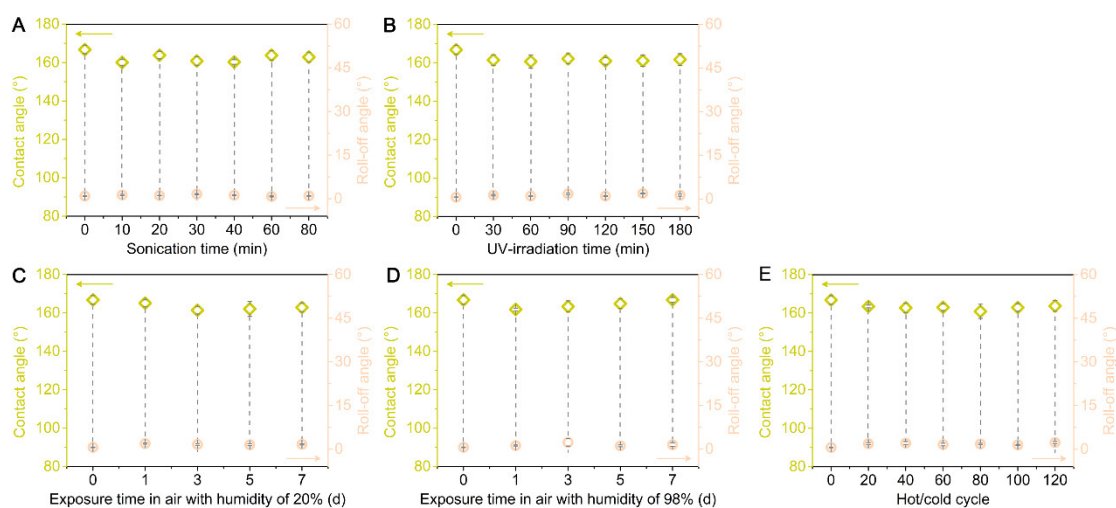 A
180
160
140
120
100
80
Contact angle (°)
60
45
30
15
0
Roll-off angle (°)
0 10 20 30 40 60 80
Sonication time (min)
B
180
160
140
120
100
80
Contact angle (°)
60
45
30
15
0
Roll-off angle (°)
0 30 60 90 120 150 180
UV-irradiation time (min)
C
180
160
140
120
100
80
Contact angle (°)
60
45
30
15
0
Roll-off angle (°)
0 1 3 5 7
Exposure time in air with humidity of 20% (d)
D
180
160
140
120
100
80
Contact angle (°)
60
45
30
15
0
Roll-off angle (°)
0 1 3 5 7
Exposure time in air with humidity of 98% (d)
E
180
160
140
120
100
80
Contact angle (°)
60
45
30
15
0
Roll-off angle (°)
0 20 40 60 80 100 120
Hot/cold cycle